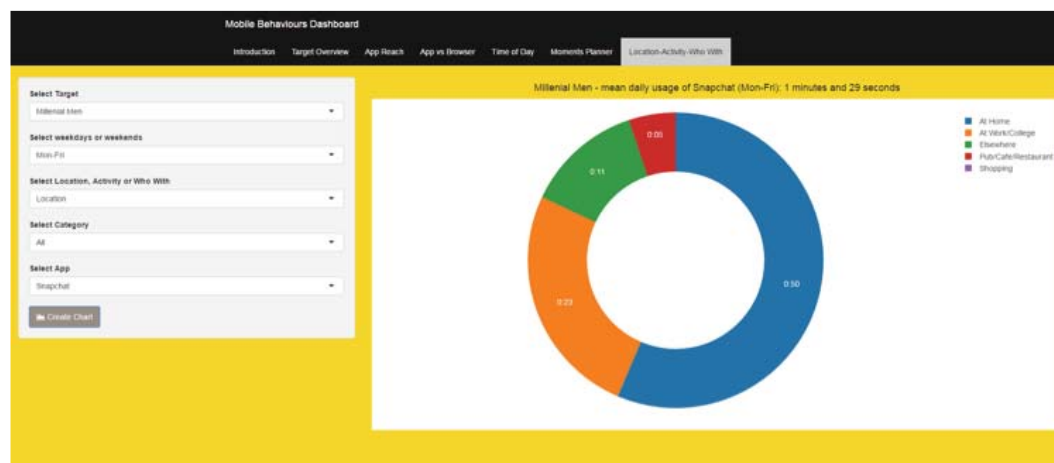 Mobile Behaviours Dashboard
Introduction Target Overview App Reach App vs Browser Time of Day Moments Planner Location-Activity-Who With
Select Target
Millenial Men
Select weekdays or weekends
Mon-Fri
Select Location, Activity or Who With
Location
Select Category
All
Select App
Snapchat
Create Chart
Millenial Men - mean daily usage of Snapchat (Mon-Fri): 1 minutes and 29 seconds
0:05
0:11
0:23
0:50
At Home
At Work/College
Elsewhere
Pub/Cafe/Restaurant
Shopping